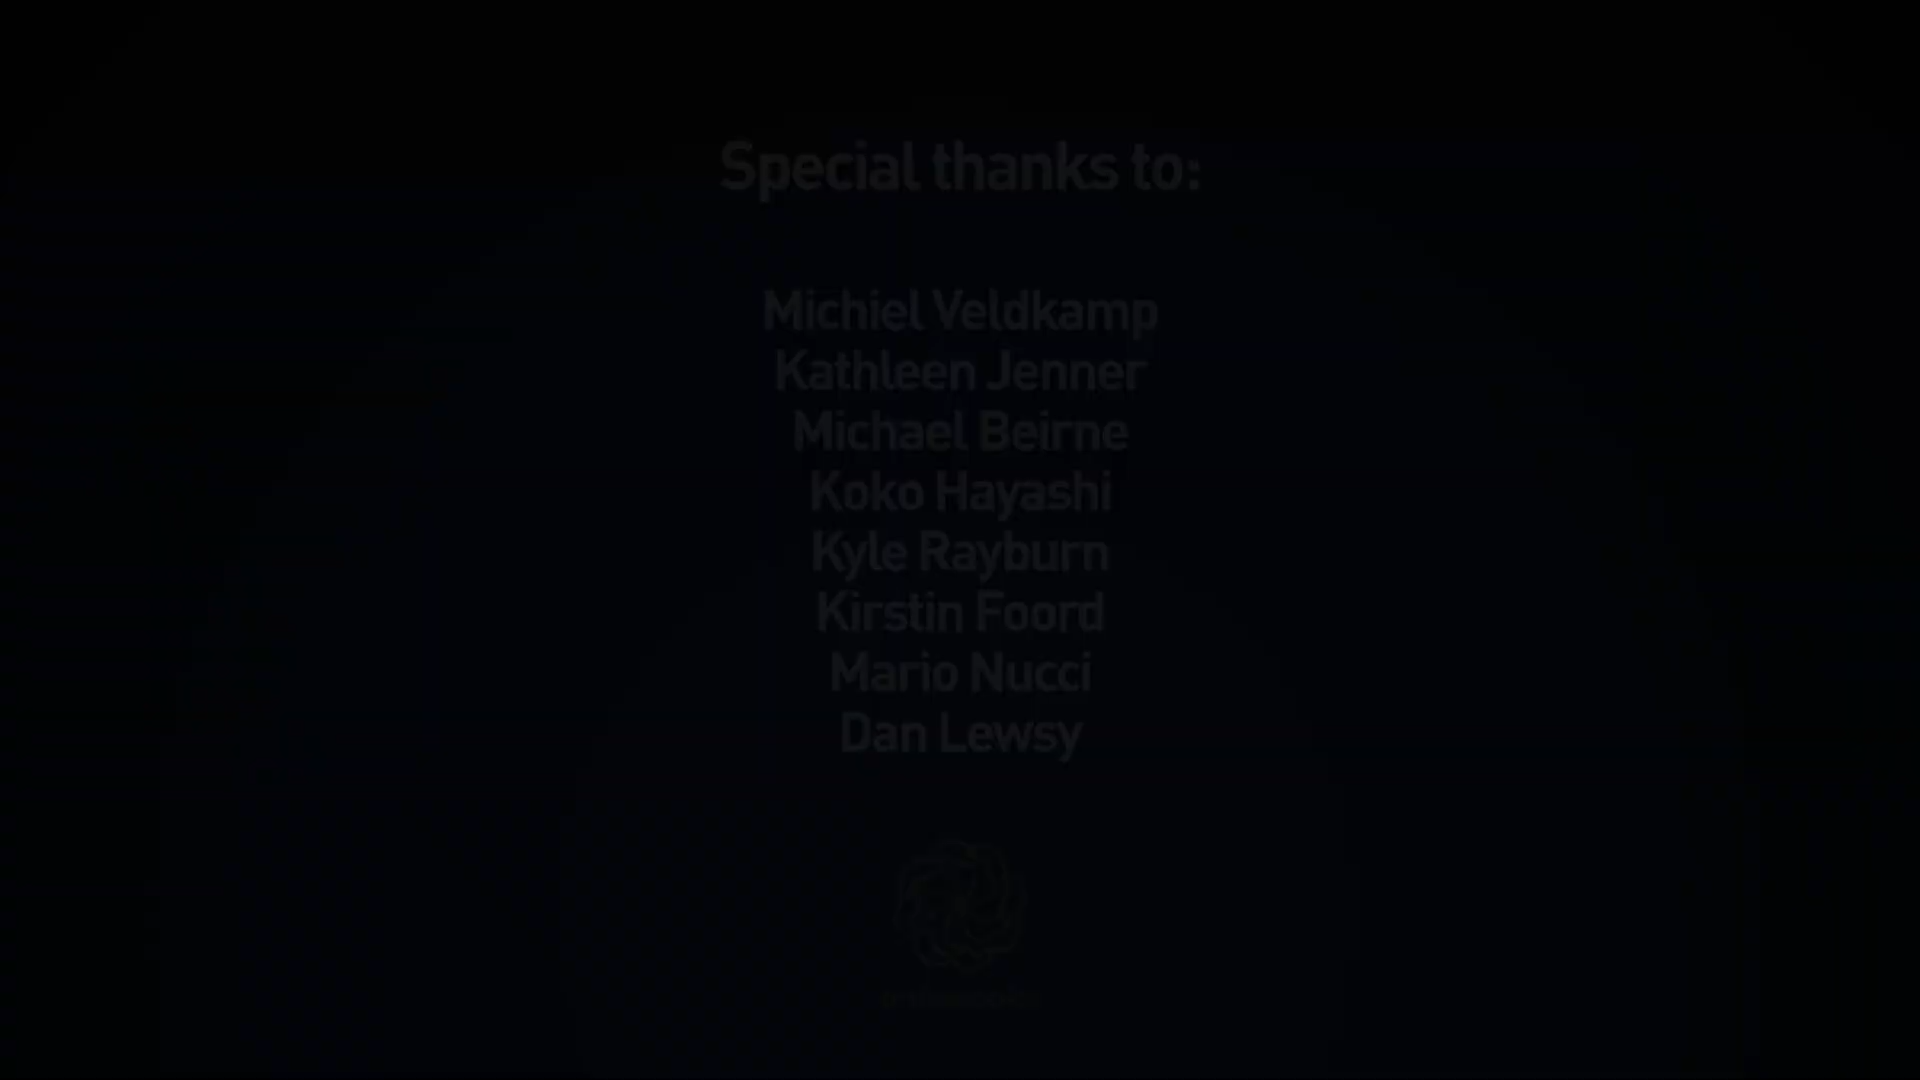 Special thanks to:
Michiel Veldkamp
Kathleen Jenner
Michael Beirne
Koko Hayashi
Kyle Rayburn
Kirstin Foord
Mario Nucci
Dan Lewsy